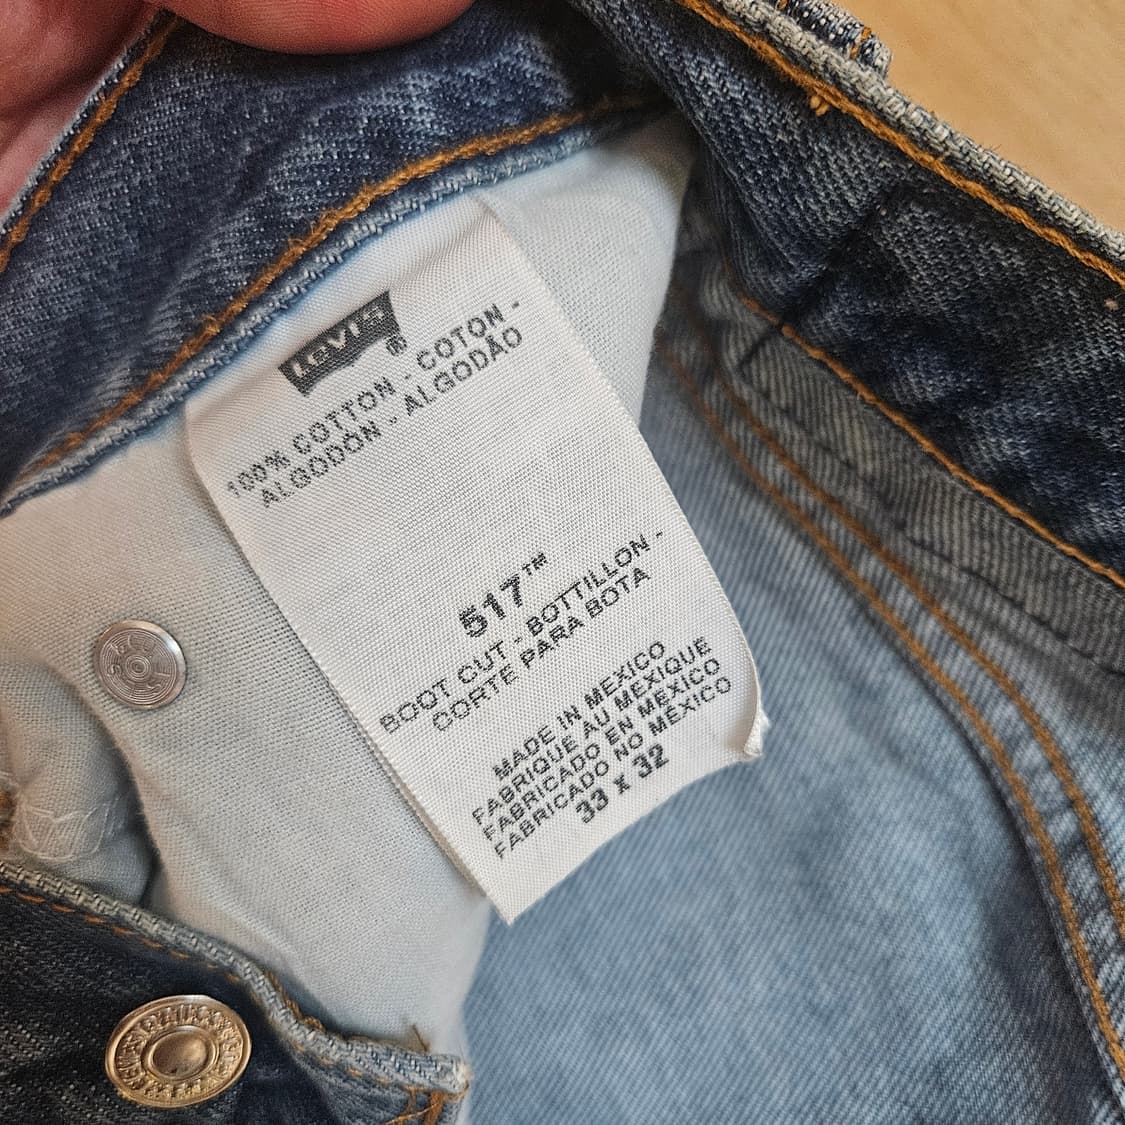 Levi's®
100% COTTON - COTON -
ALGODÓN - ALGODÃO
517™
BOOT CUT - BOTTILLON -
CORTE PARA BOTA
MADE IN MEXICO
FABRIQUE AU MEXIQUE
FABRICADO EN MEXICO
FABRICADO NO MÉXICO
33 X 32